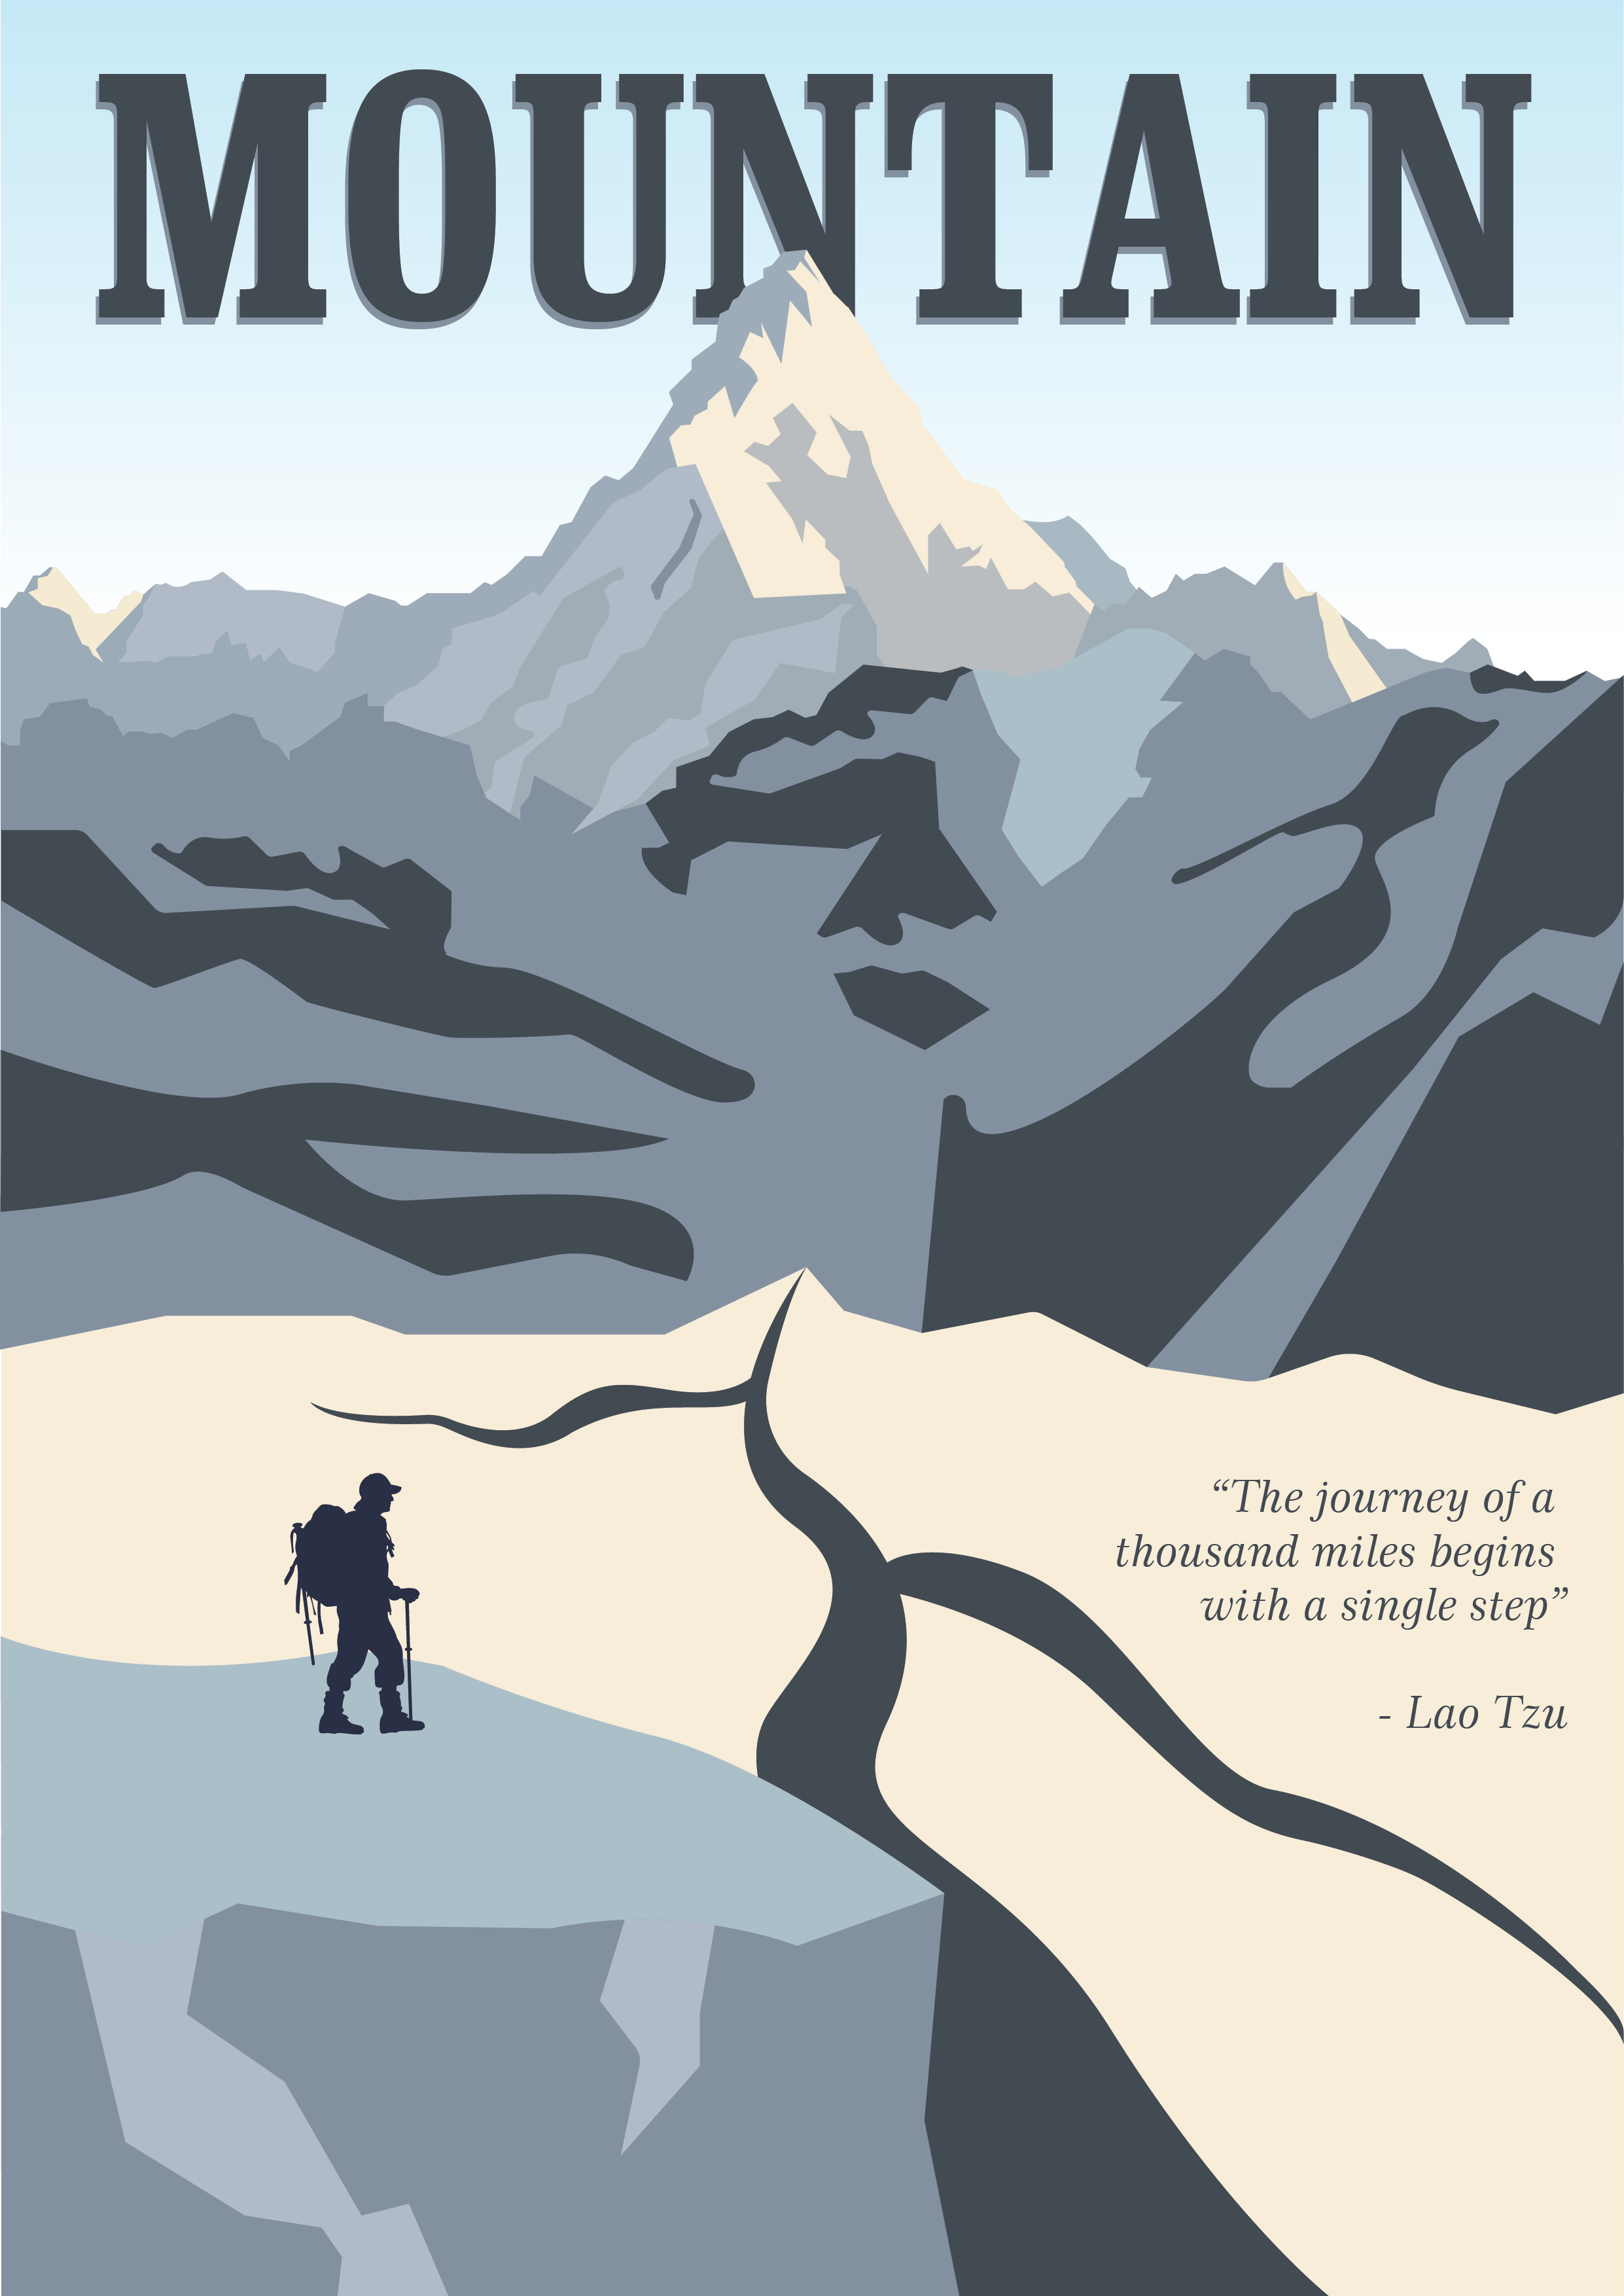 MOUNTAIN
“The journey of a
thousand miles begins
with a single step”
- Lao Tzu